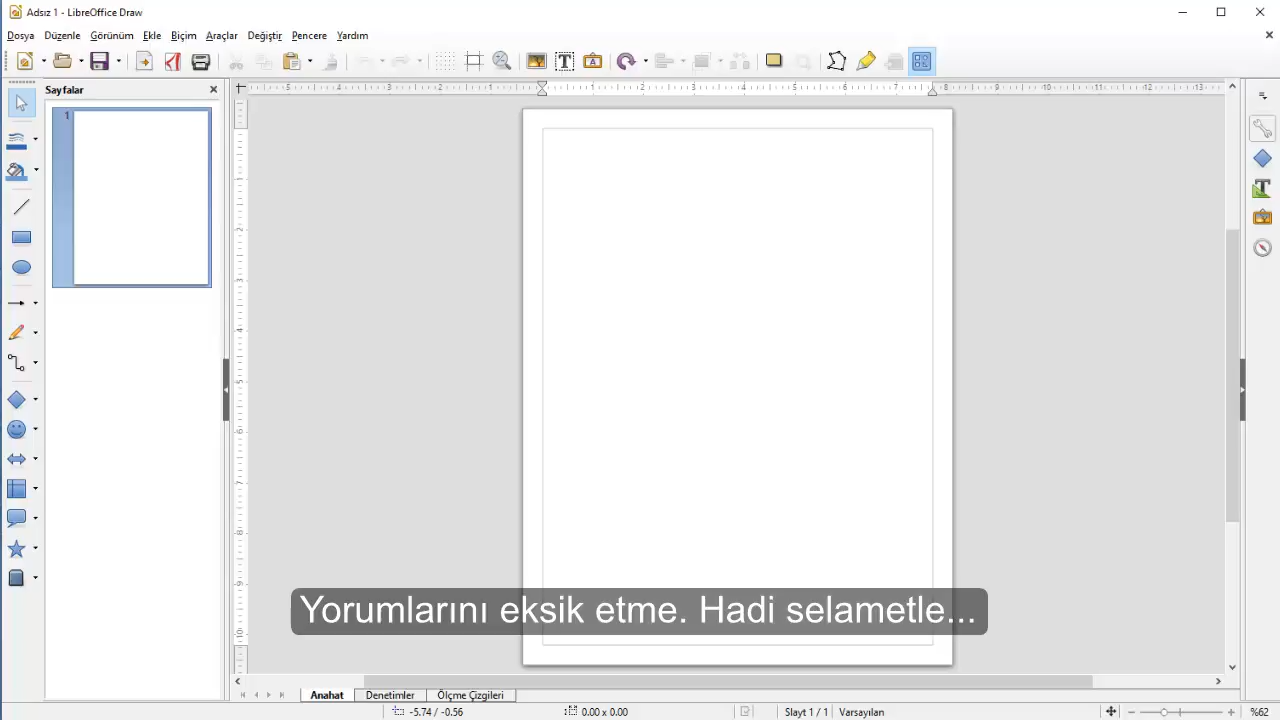 Adsız 1 - LibreOffice Draw
Dosya Düzenle Görünüm Ekle Biçim Araçlar Değiştir Pencere Yardım
Sayfalar
1
Yorumlarını eksik etme. Hadi selametle...
Anahat Denetimler Ölçme Çizgileri
-5.74 / -0.56 0.00 x 0.00 Slayt 1 / 1 Varsayılan %62